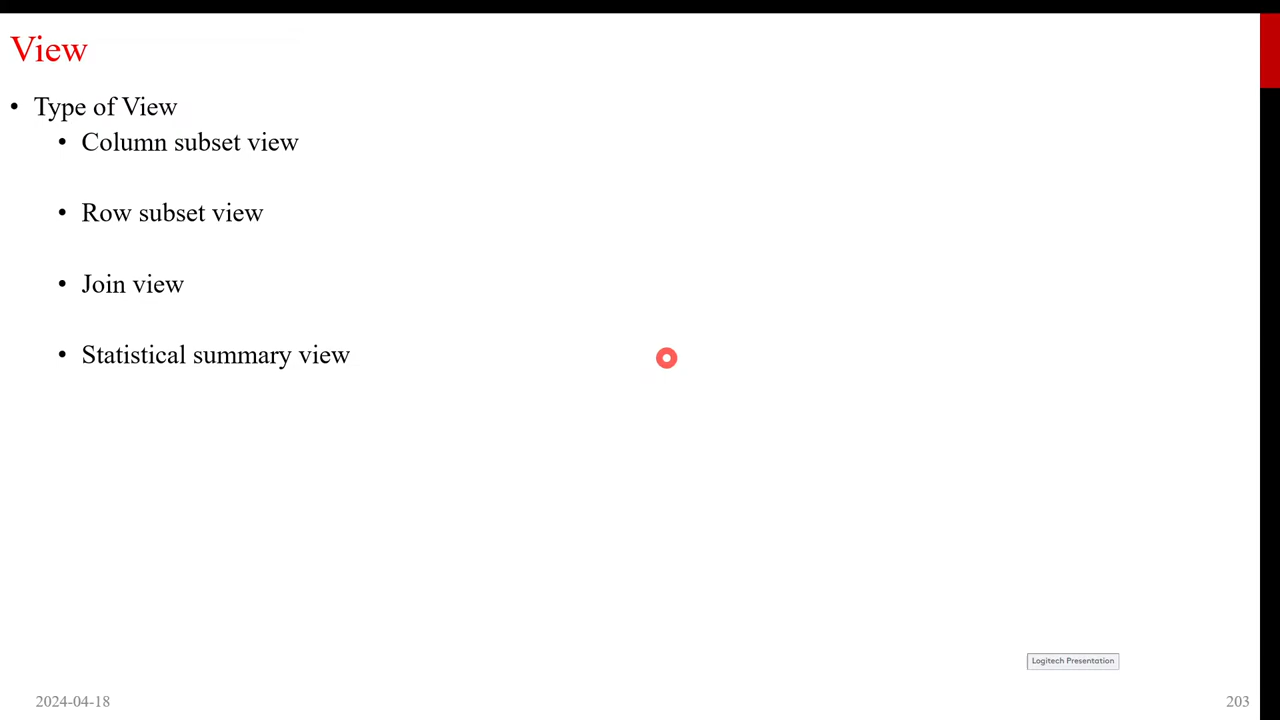 View
• Type of View
• Column subset view
• Row subset view
• Join view
• Statistical summary view
Logitech Presentation
2024-04-18
203